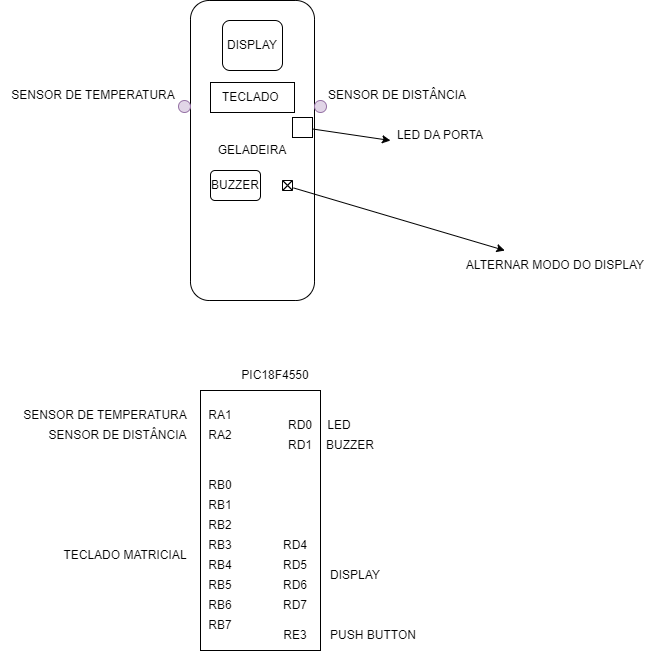 DISPLAY
SENSOR DE TEMPERATURA
TECLADO
SENSOR DE DISTÂNCIA
LED DA PORTA
GELADEIRA
BUZZER
ALTERNAR MODO DO DISPLAY
PIC18F4550
SENSOR DE TEMPERATURA RA1
RD0 LED
SENSOR DE DISTÂNCIA RA2
RD1 BUZZER
RB0
RB1
RB2
RB3 RD4
TECLADO MATRICIAL
RB4 RD5
DISPLAY
RB5 RD6
RB6 RD7
RB7
RE3 PUSH BUTTON